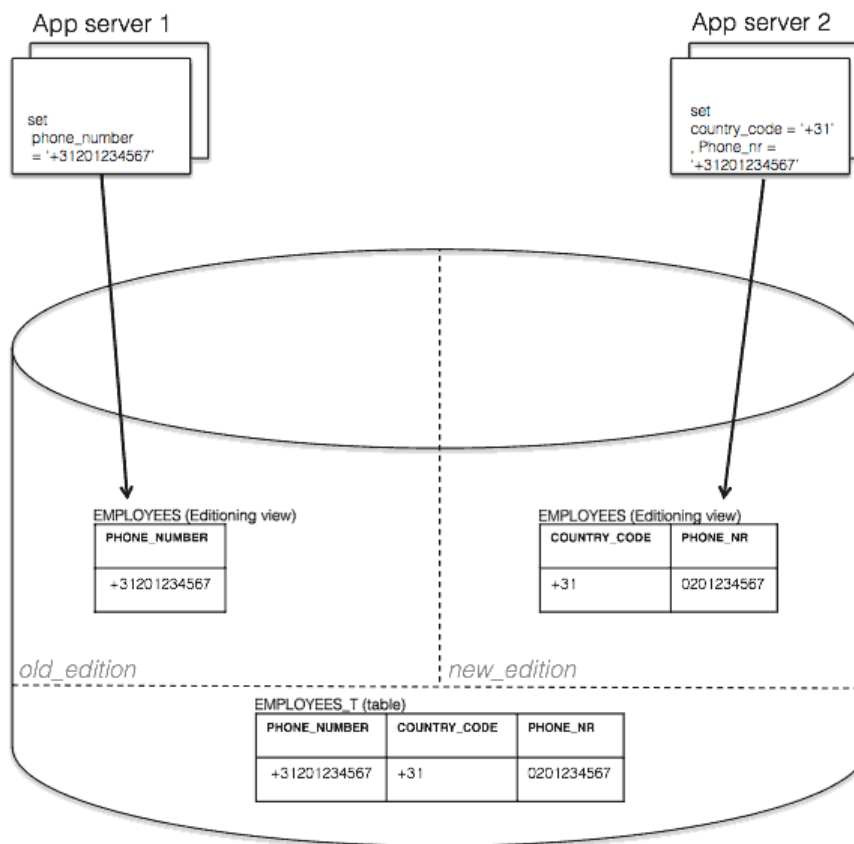 App server 1
App server 2
set
phone_number
= '+31201234567'
set
country_code = '+31'
, Phone_nr =
'+31201234567'
EMPLOYEES (Editioning view)
PHONE_NUMBER
+31201234567
EMPLOYEES (Editioning view)
COUNTRY_CODE PHONE_NR
+31 0201234567
old_edition
new_edition
EMPLOYEES_T (table)
PHONE_NUMBER COUNTRY_CODE PHONE_NR
+31201234567 +31 0201234567